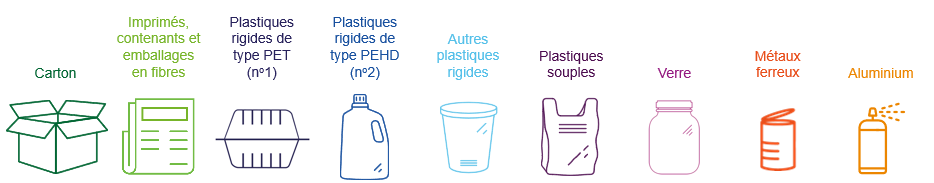 Carton
Imprimés,
contenants et
emballages
en fibres
Plastiques
rigides de
type PET
(nº1)
Plastiques
rigides de
type PEHD
(nº2)
Autres
plastiques
rigides
Plastiques
souples
Verre
Métaux
ferreux
Aluminium